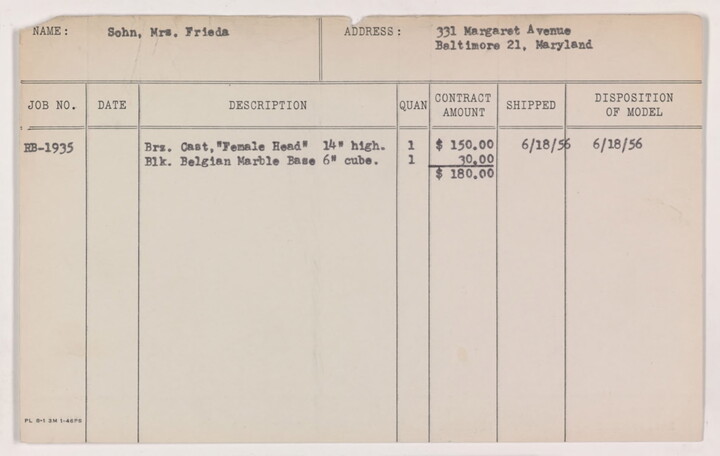 NAME: Sohn, Mrs. Frieda ADDRESS: 331 Margaret Avenue
Baltimore 21, Maryland
JOB NO. DATE DESCRIPTION QUAN CONTRACT AMOUNT SHIPPED DISPOSITION OF MODEL
RB-1935 Brz. Cast, "Female Head" 14" high. 1 $ 150.00 6/18/56 6/18/56
Blk. Belgian Marble Base 6" cube. 1 30.00
$ 180.00